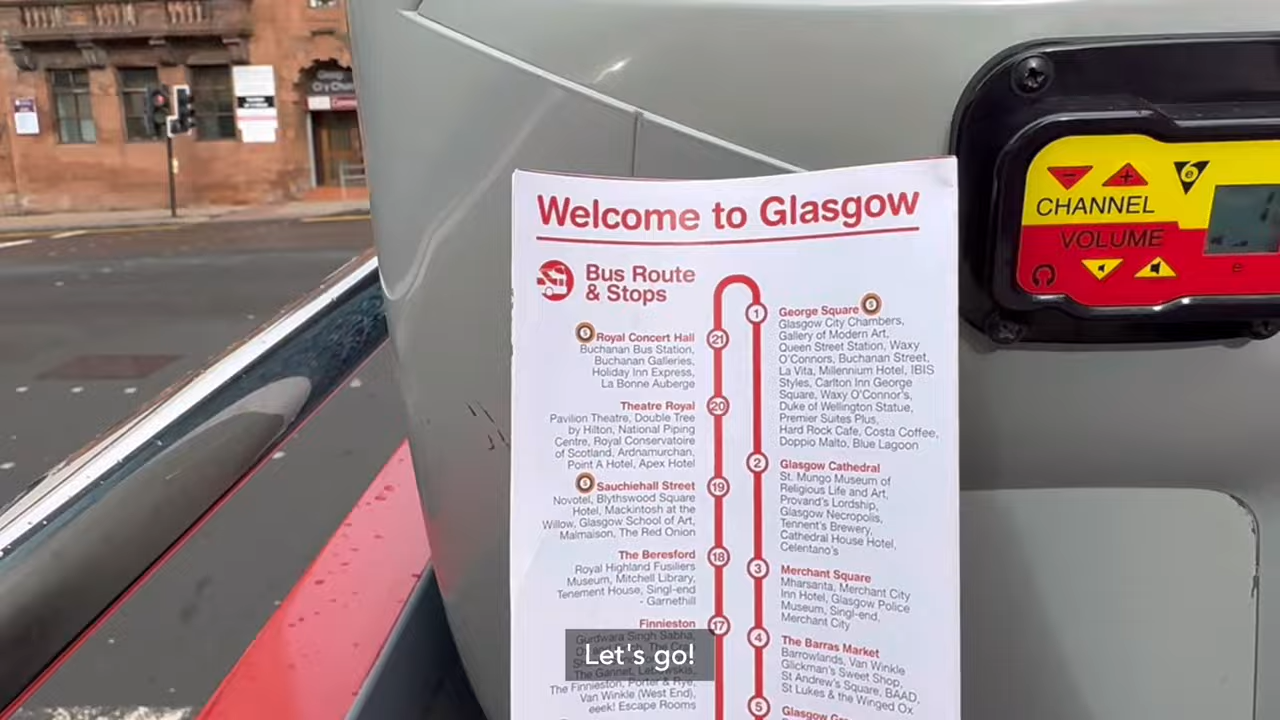 Welcome to Glasgow
Bus Route
& Stops
21
Royal Concert Hall
Buchanan Bus Station,
Buchanan Galleries,
Holiday Inn Express,
La Bonne Auberge
20
Theatre Royal
Pavilion Theatre, Double Tree
by Hilton, National Piping
Centre, Royal Conservatoire
of Scotland, Ardnamurchan,
Point A Hotel, Apex Hotel
19
Sauchiehall Street
Novotel, Blythswood Square
Hotel, Mackintosh at the
Willow, Glasgow School of Art,
Malmaison, The Red Onion
18
The Beresford
Royal Highland Fusiliers
Museum, Mitchell Library,
Tenement House, Singl-end
- Garnethill
17
Finnieston
Gurdwara Singh Sabha,
The Gannet,
The Finnieston, Porter & Rye,
Van Winkle (West End),
eeek! Escape Rooms
1
George Square
Glasgow City Chambers,
Gallery of Modern Art,
Queen Street Station, Waxy
O'Connors, Buchanan Street,
La Vita, Millennium Hotel, IBIS
Styles, Carlton Inn George
Square, Waxy O'Connor's,
Duke of Wellington Statue,
Premier Suites Plus,
Hard Rock Cafe, Costa Coffee,
Doppio Malto, Blue Lagoon
2
Glasgow Cathedral
St. Mungo Museum of
Religious Life and Art,
Provand's Lordship,
Glasgow Necropolis,
Tennent's Brewery,
Cathedral House Hotel,
Celentano's
3
Merchant Square
Mharsanta, Merchant City
Inn Hotel, Glasgow Police
Museum, Singl-end,
Merchant City
4
The Barras Market
Barrowlands, Van Winkle
Glickman's Sweet Shop,
St Andrew's Square, BAAD,
St Lukes & the Winged Ox
5
Glasgow
CHANNEL
VOLUME
Let's go!